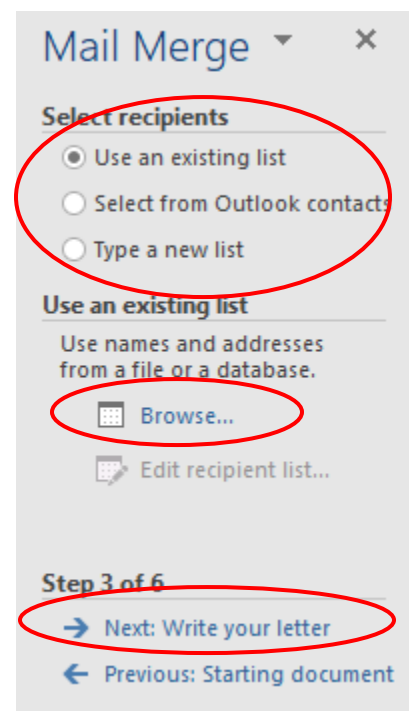 Mail Merge
Select recipients
Use an existing list
Select from Outlook contacts
Type a new list
Use an existing list
Use names and addresses
from a file or a database.
Browse...
Edit recipient list...
Step 3 of 6
Next: Write your letter
Previous: Starting document